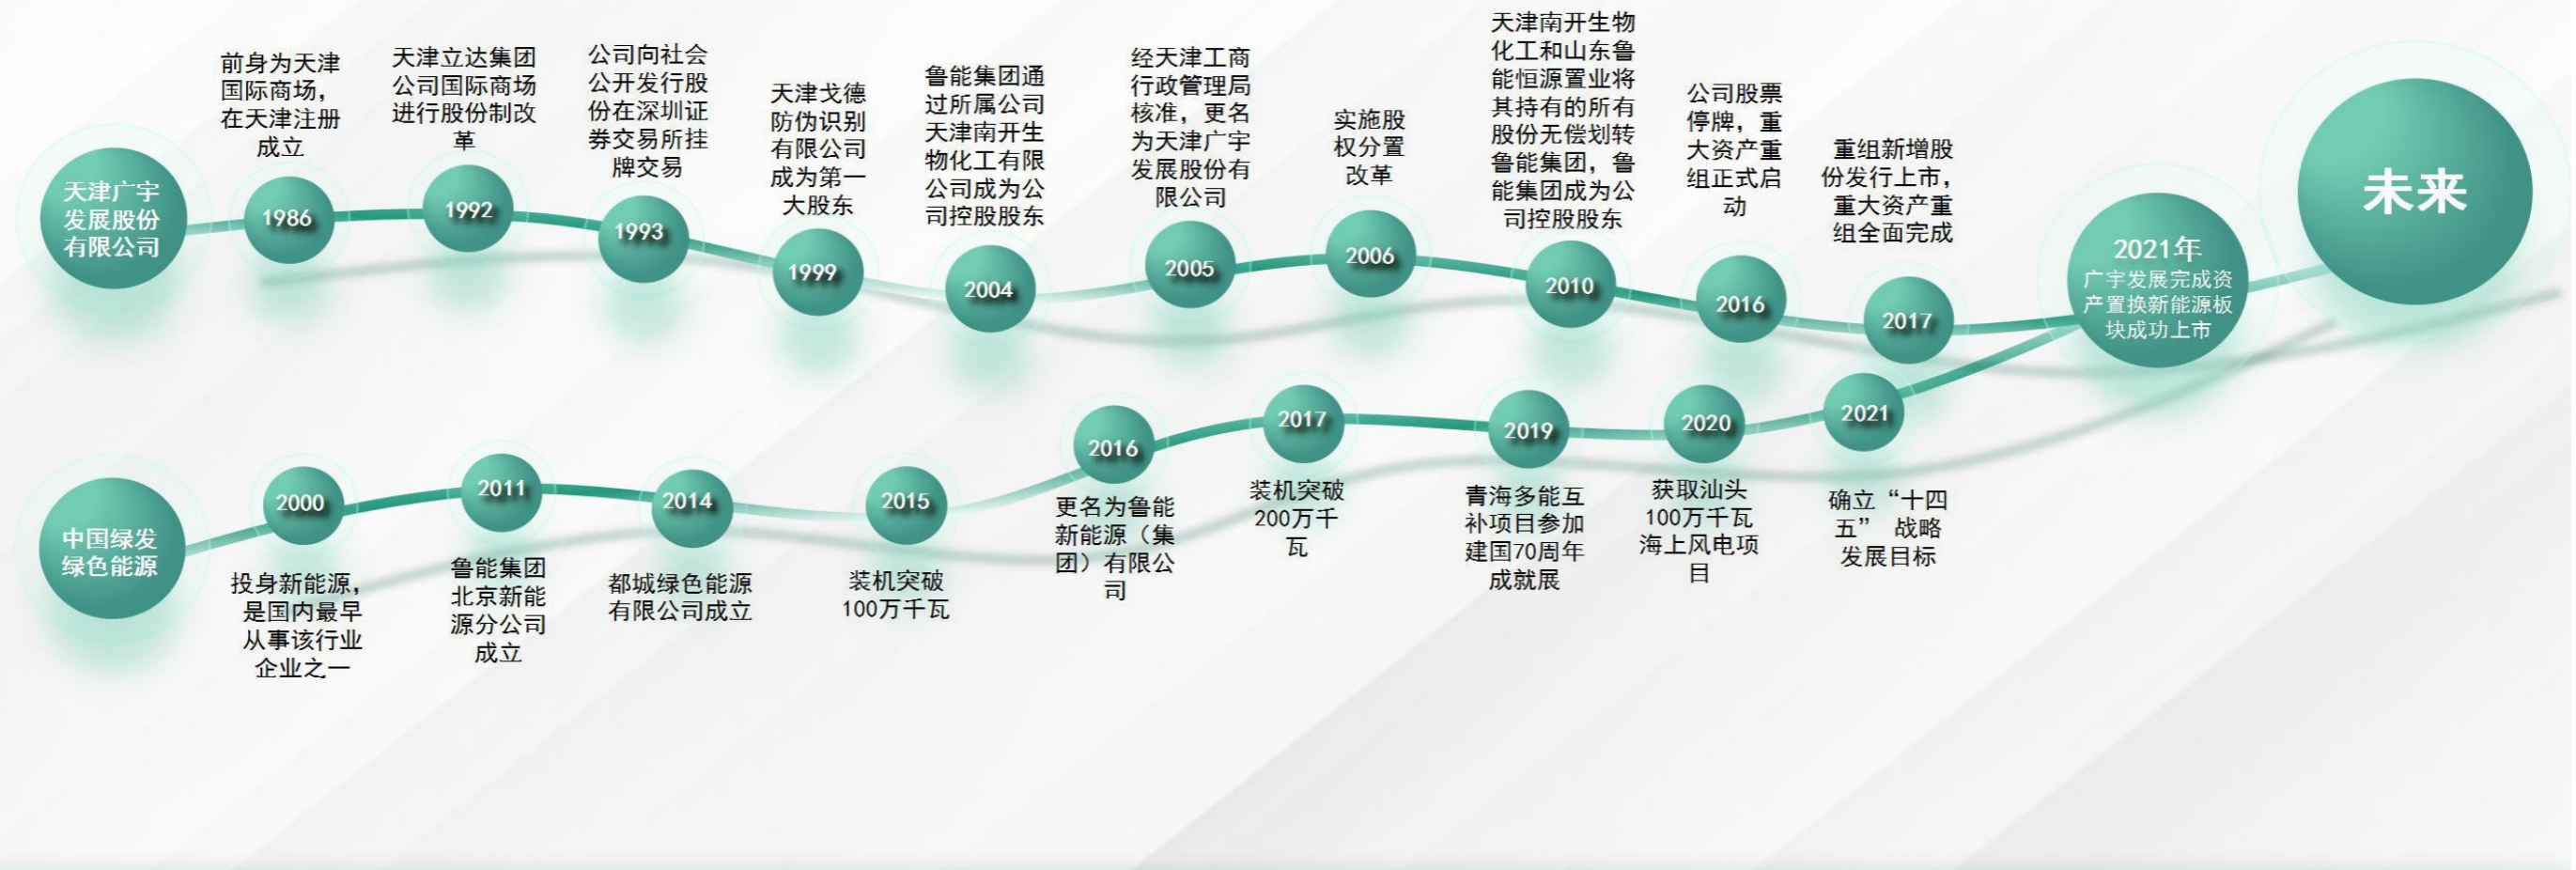 天津广宇
发展股份
有限公司
前身为天津
国际商场，
在天津注册
成立
1986
天津立达集团
公司国际商场
进行股份制改
革
1992
公司向社会
公开发行股
份在深圳证
券交易所挂
牌交易
1993
天津戈德
防伪识别
有限公司
成为第一
大股东
1999
鲁能集团通
过所属公司
天津南开生
物化工有限
公司成为公
司控股股东
2004
经天津工商
行政管理局
核准，更名
为天津广宇
发展股份有
限公司
2005
实施股
权分置
改革
2006
天津南开生物
化工和山东鲁
能恒源置业将
其持有的所有
股份无偿划转
鲁能集团，鲁
能集团成为公
司控股股东
2010
公司股票
停牌，重
大资产重
组正式启
动
2016
重组新增股
份发行上市，
重大资产重
组全面完成
2017
2021年
广宇发展完成资
产置换新能源板
块成功上市
未来
中国绿发
绿色能源
2000
投身新能源，
是国内最早
从事该行业
企业之一
2011
鲁能集团
北京新能
源分公司
成立
2014
都城绿色能源
有限公司成立
2015
装机突破
100万千瓦
2016
更名为鲁能
新能源（集
团）有限公
司
2017
装机突破
200万千
瓦
2019
青海多能互
补项目参加
建国70周年
成就展
2020
获取汕头
100万千瓦
海上风电项
目
2021
确立“十四
五” 战略
发展目标